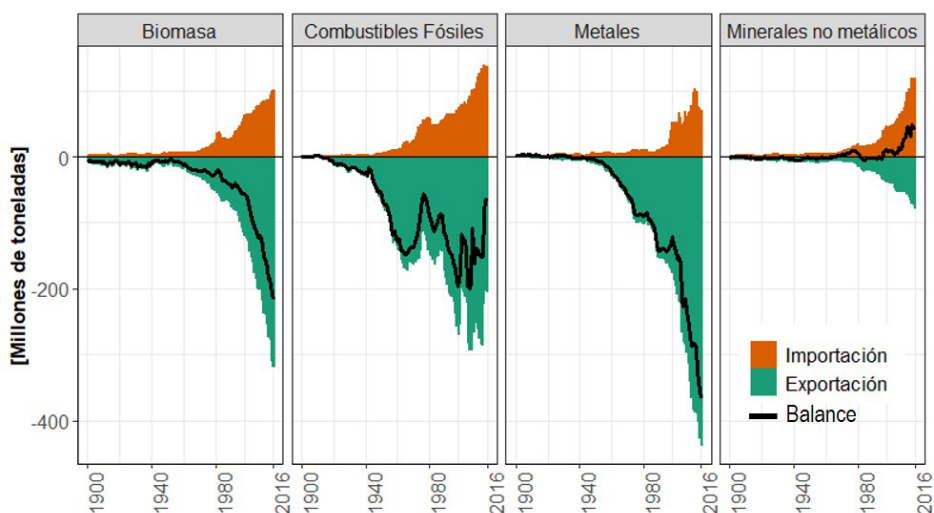 Biomasa
Combustibles Fósiles
Metales
Minerales no metálicos
[Millones de toneladas]
0
-200
-400
Importación
Exportación
Balance
1900
1940
1980
2016
1900
1940
1980
2016
1900
1940
1980
2016
1900
1940
1980
2016